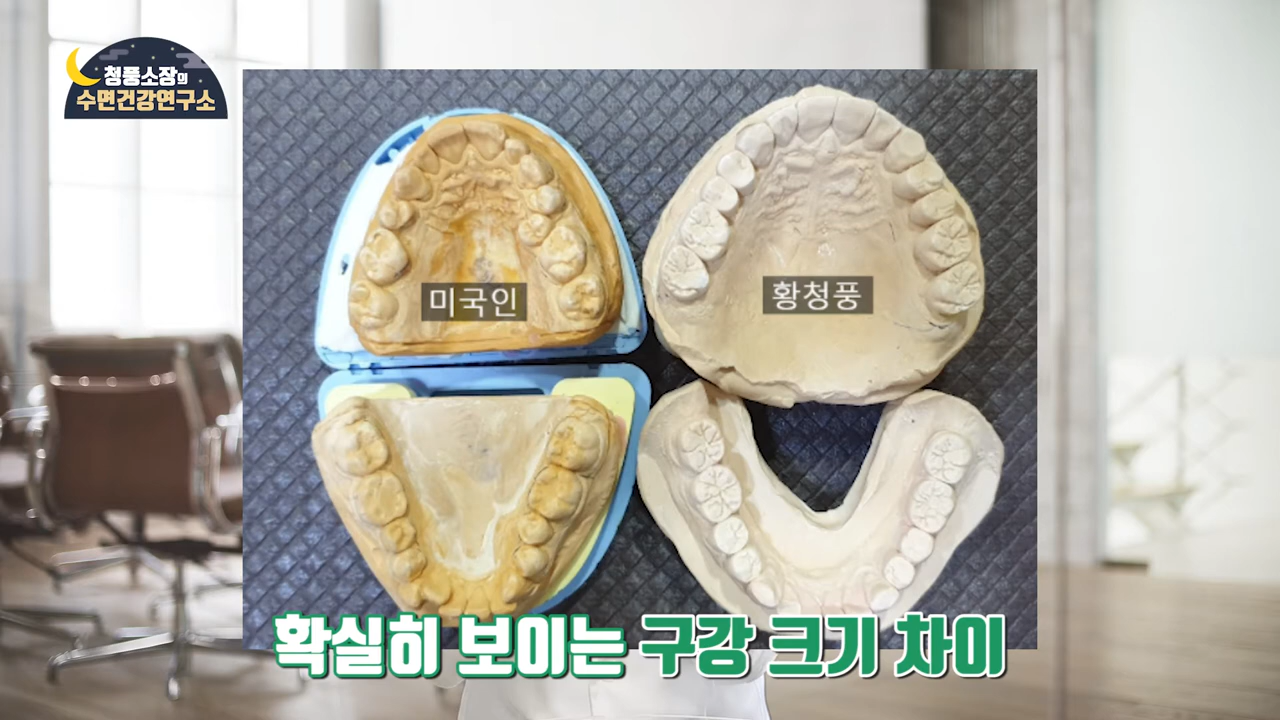 청풍소장의
수면건강연구소
미국인
황청풍
확실히 보이는 구강 크기 차이